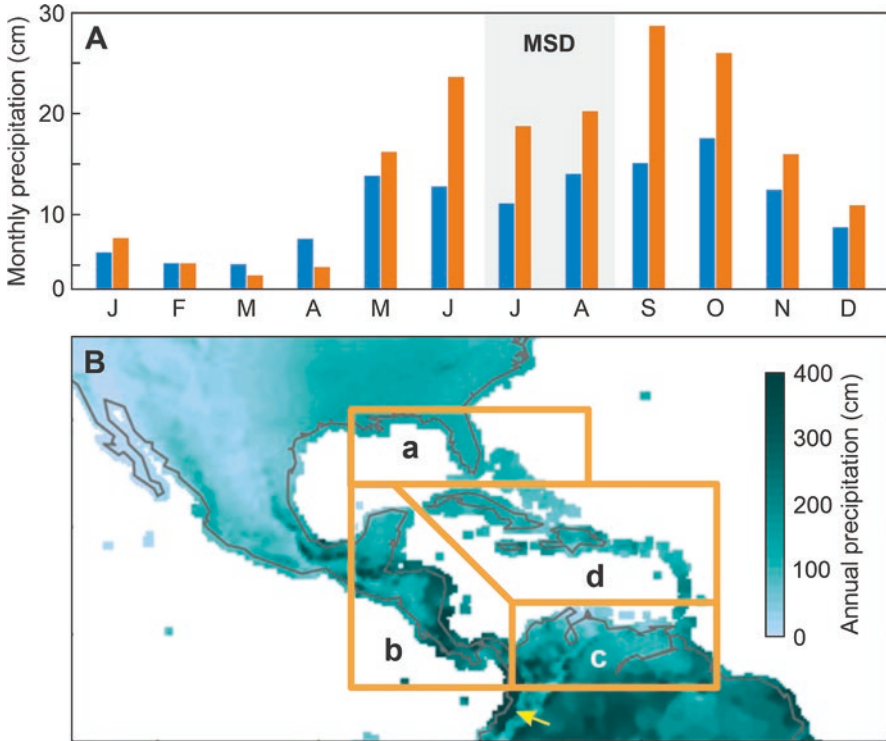 A
MSD
Monthly precipitation (cm)
30
20
10
0
J F M A M J J A S O N D
B
a
b
c
d
400
300
200
100
0
Annual precipitation (cm)